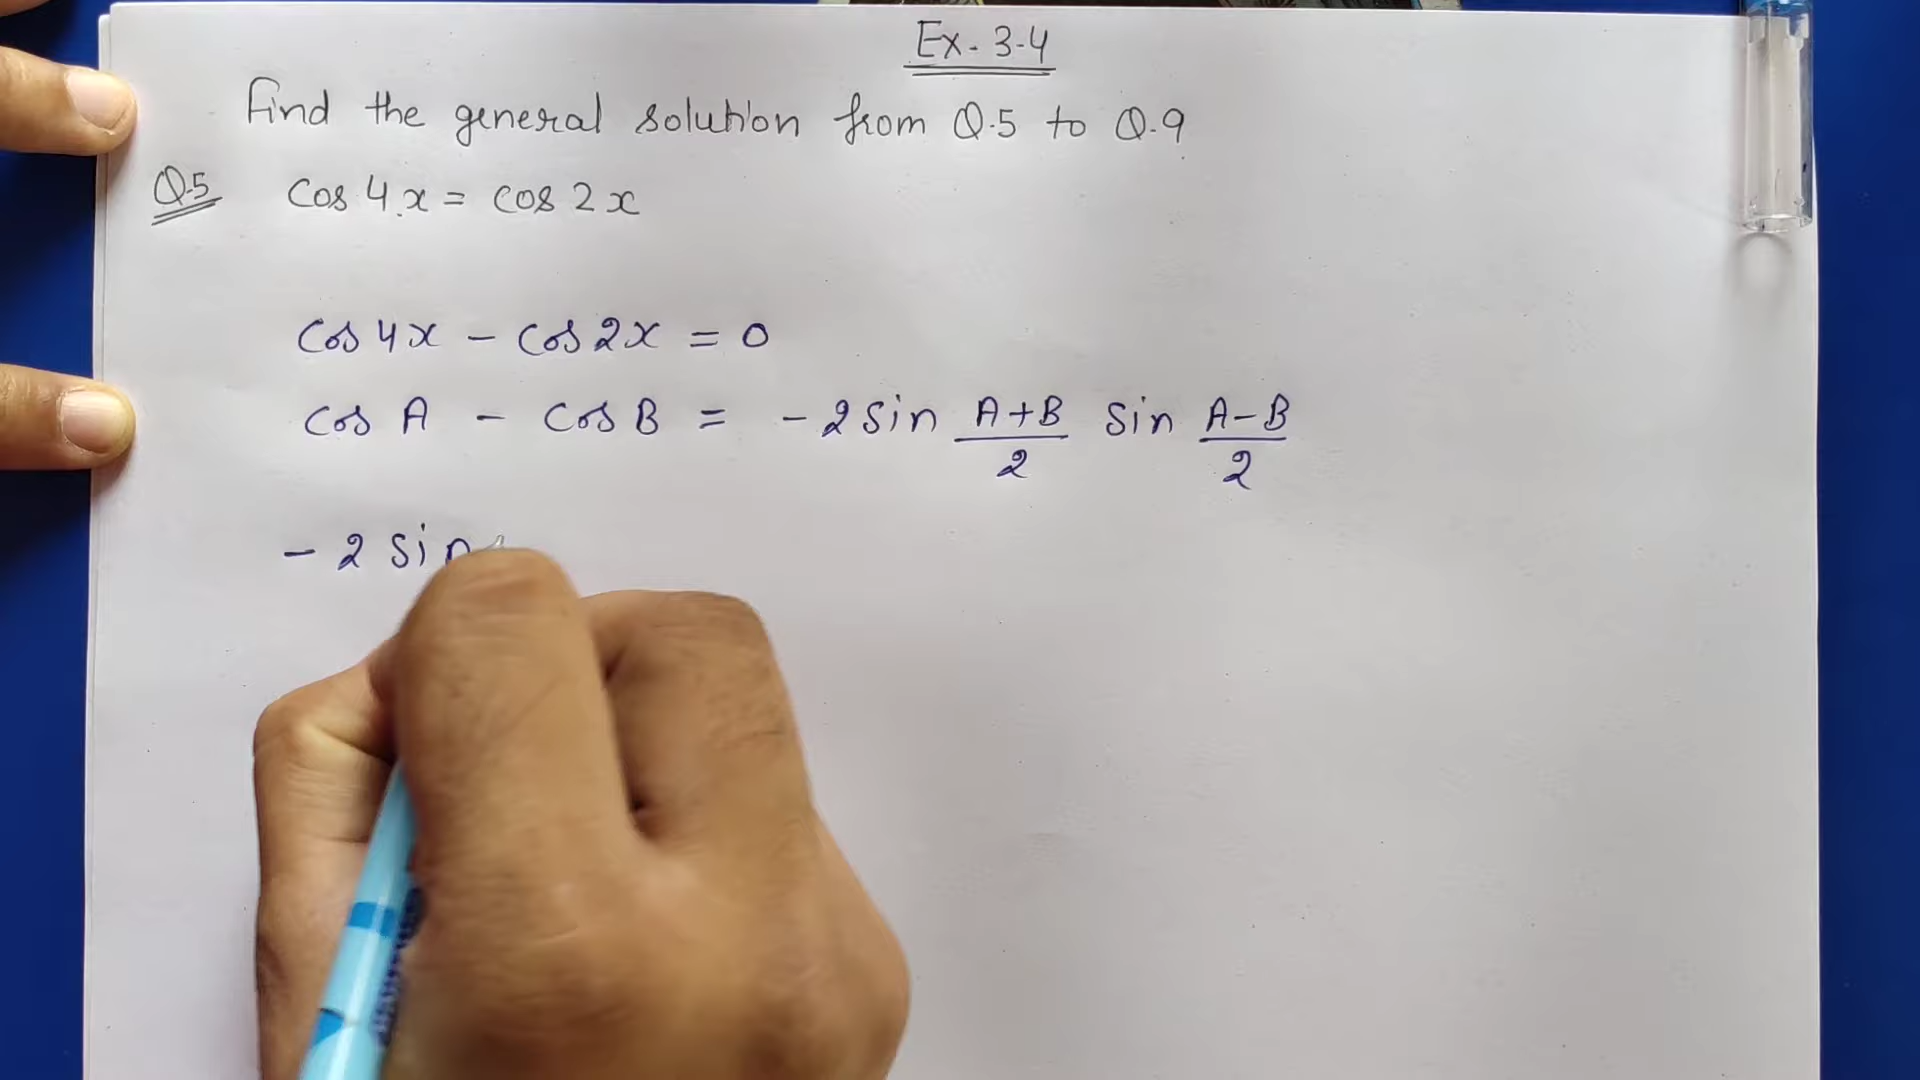 Ex. 3.4
Find the general solution from Q.5 to Q.9
Q.5 cos 4x = cos 2x
cos 4x - cos 2x = 0
cos A - cos B = - 2 sin A+B/2 sin A-B/2
- 2 sin